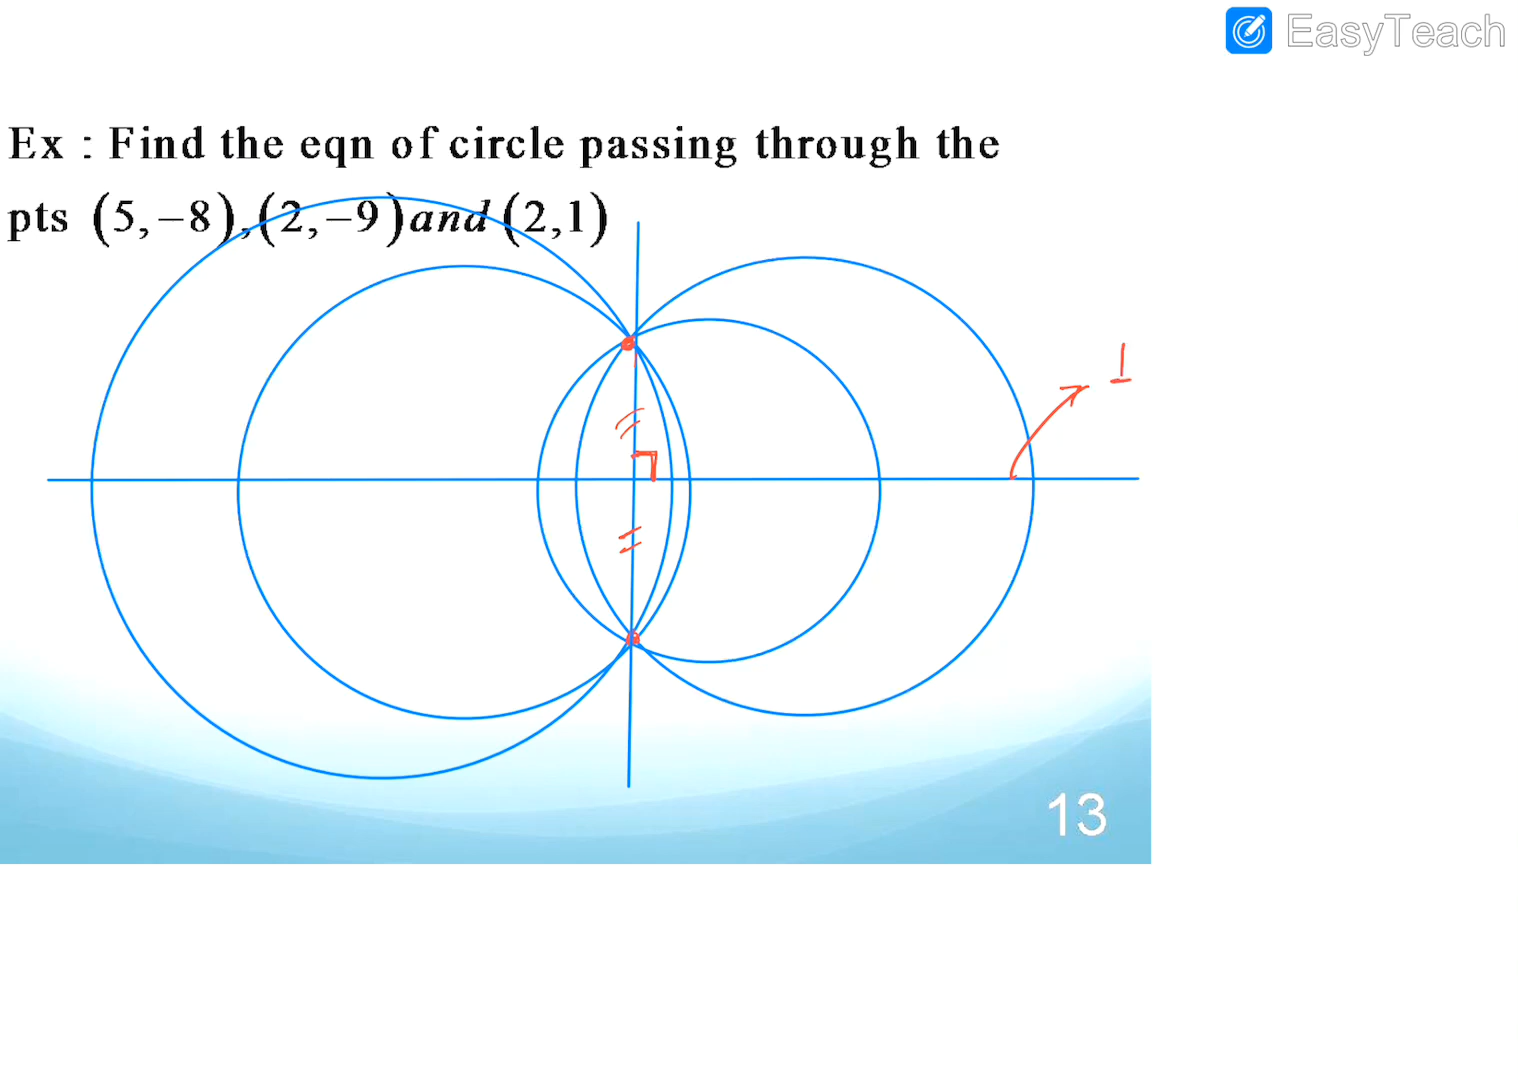 EasyTeach
Ex : Find the eqn of circle passing through the
pts (5,−8),(2,−9)and(2,1)
13